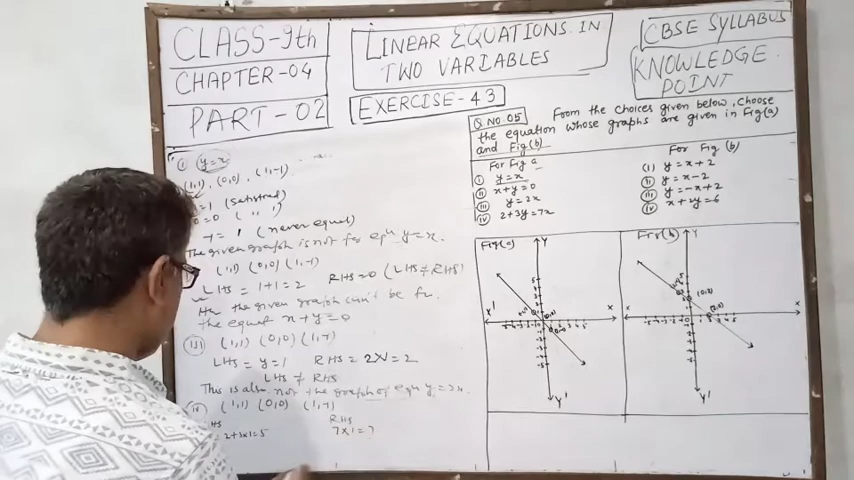 CLASS-9th
CHAPTER-04
PART-02
LINEAR EQUATIONS IN
TWO VARIABLES
EXERCISE-43
CBSE SYLLABUS
KNOWLEDGE
POINT
Q NO 05 From the choices given below, Choose
the equation whose graphs are given in Fig(a)
and Fig(b)
For Fig a
(i) y=x
(ii) x+y=0
(iii) y=2x
(iv) 2+3y=7x
For Fig (b)
(i) y=x+2
(ii) y=x-2
(iii) y=-x+2
(iv) x+2y=6
(i) y=x
(1,1), (0,0), (1,-1)
=1 (satisfied)
=0 (" ")
-1= 1 (never equal)
The given graph is not for eqn y=x.
(1,1) (0,0) (1,-1)
LHS = 1+1=2 RHS=0 (LHS≠RHS)
the given graph can't be for
the equat x+y=0
(iii) (1,1) (0,0) (1,-1)
LHS = y=1 RHS = 2x = 2
LHS ≠ RHS
This is also not the graph of eqn y=2x.
(iv) (1,1) (0,0) (1,-1)
HS
2+3x1=5
RHS
7x1=7
Fig(a)
Y
X'
X
Y'
Fig(b)
Y
(0,2)
(2,0)
X
X
Y'